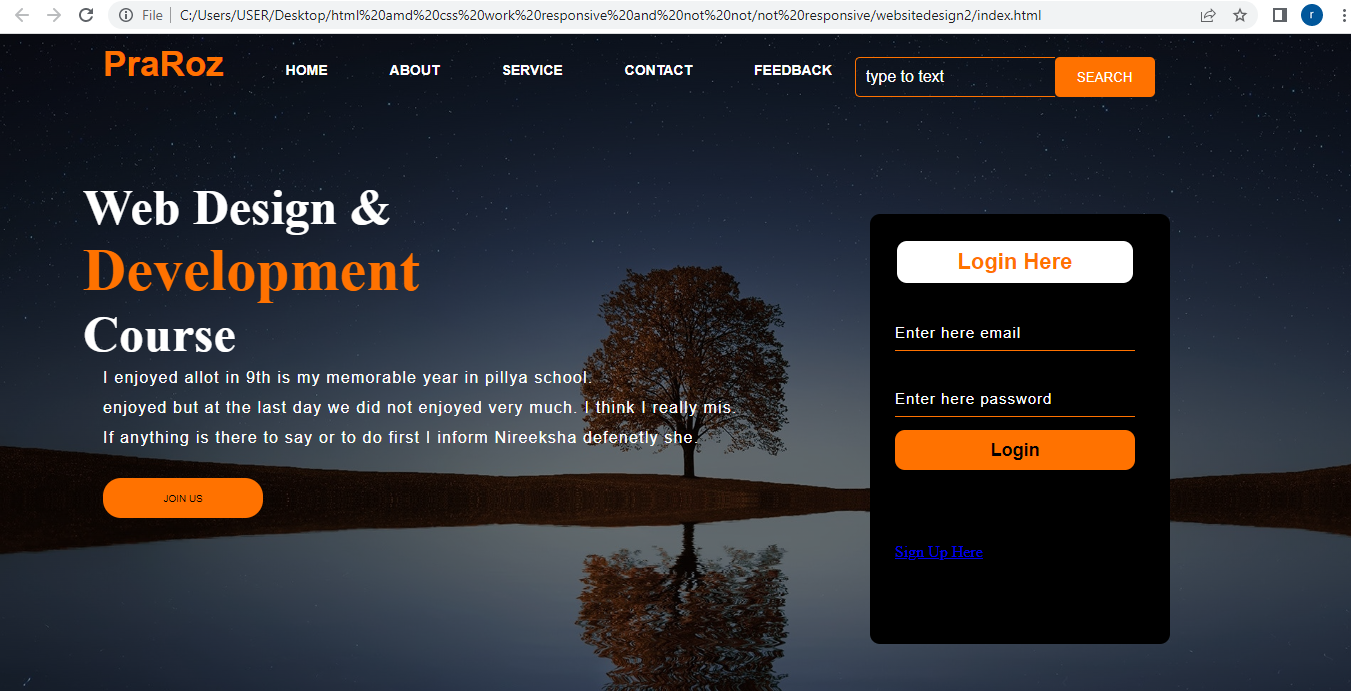 File C:/Users/USER/Desktop/html%20amd%20css%20work%20responsive%20and%20not%20not/not%20responsive/websitedesign2/index.html r
PraRoz HOME ABOUT SERVICE CONTACT FEEDBACK type to text SEARCH
Web Design &
Development
Course
I enjoyed allot in 9th is my memorable year in pillya school.
enjoyed but at the last day we did not enjoyed very much. I think I really mis.
If anything is there to say or to do first I inform Nireeksha defenetly she.
JOIN US
Login Here
Enter here email
Enter here password
Login
Sign Up Here